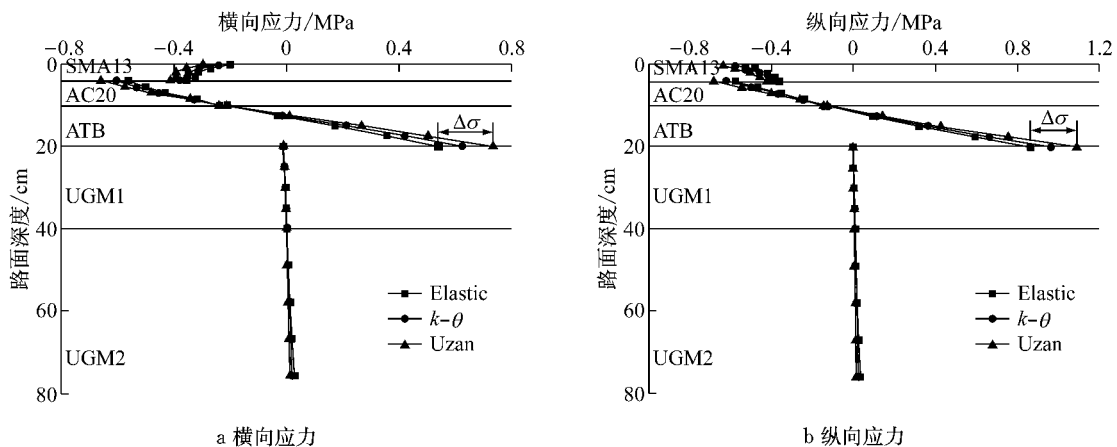 横向应力/MPa
-0.8 -0.4 0 0.4 0.8
0
20
40
60
80
路面深度/cm
SMA13
AC20
ATB
UGM1
UGM2
Δσ
Elastic
k-θ
Uzan
a 横向应力
纵向应力/MPa
-0.8 -0.4 0 0.4 0.8 1.2
0
20
40
60
80
路面深度/cm
SMA13
AC20
ATB
UGM1
UGM2
Δσ
Elastic
k-θ
Uzan
b 纵向应力